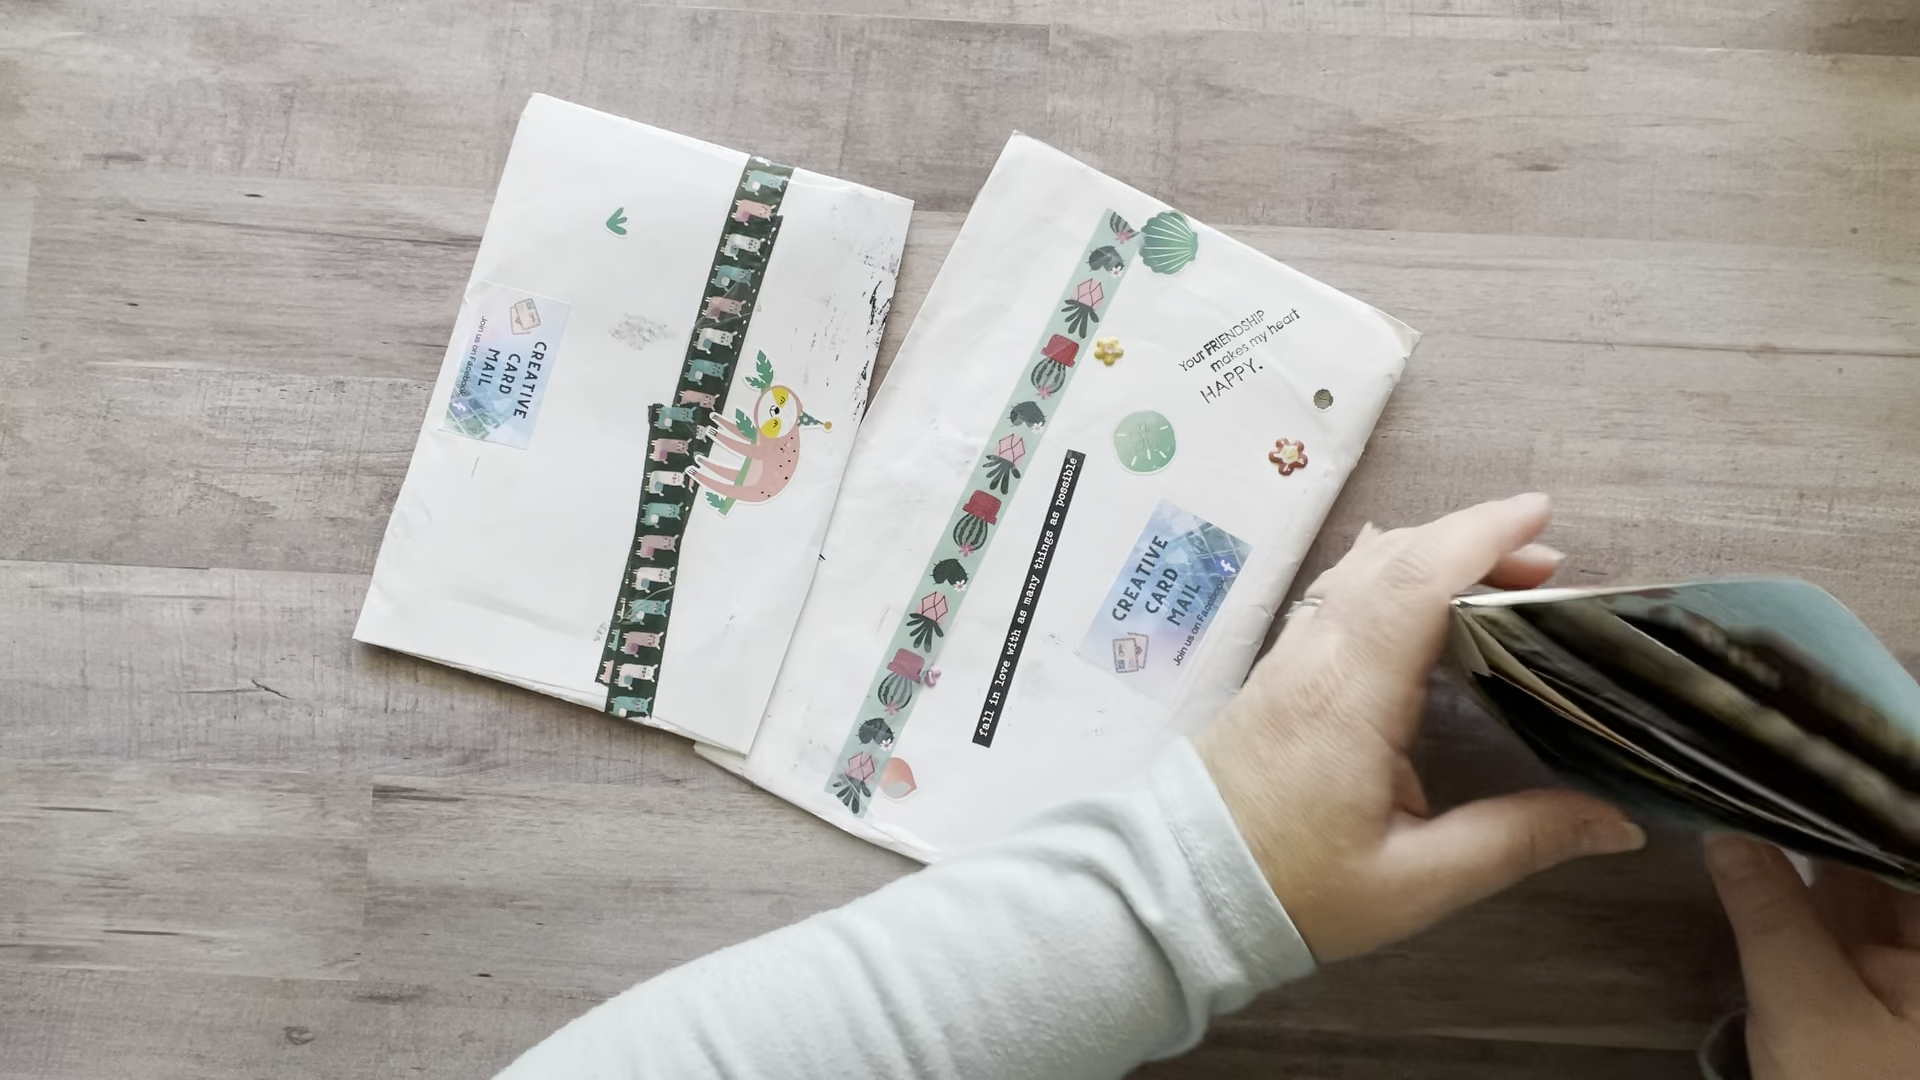 CREATIVE
CARD
MAIL
Join us on Facebook
Your FRIENDSHIP
makes my heart
HAPPY.
fall in love with as many things as possible
CREATIVE
CARD
MAIL
Join us on Facebook